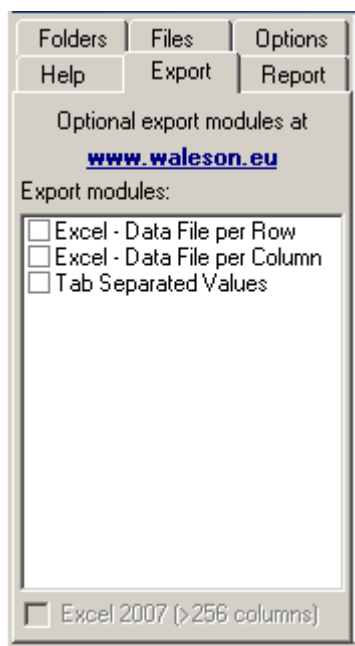 Folders Files Options
Help Export Report
Optional export modules at
www.waleson.eu
Export modules:
Excel - Data File per Row
Excel - Data File per Column
Tab Separated Values
Excel 2007 (>256 columns)